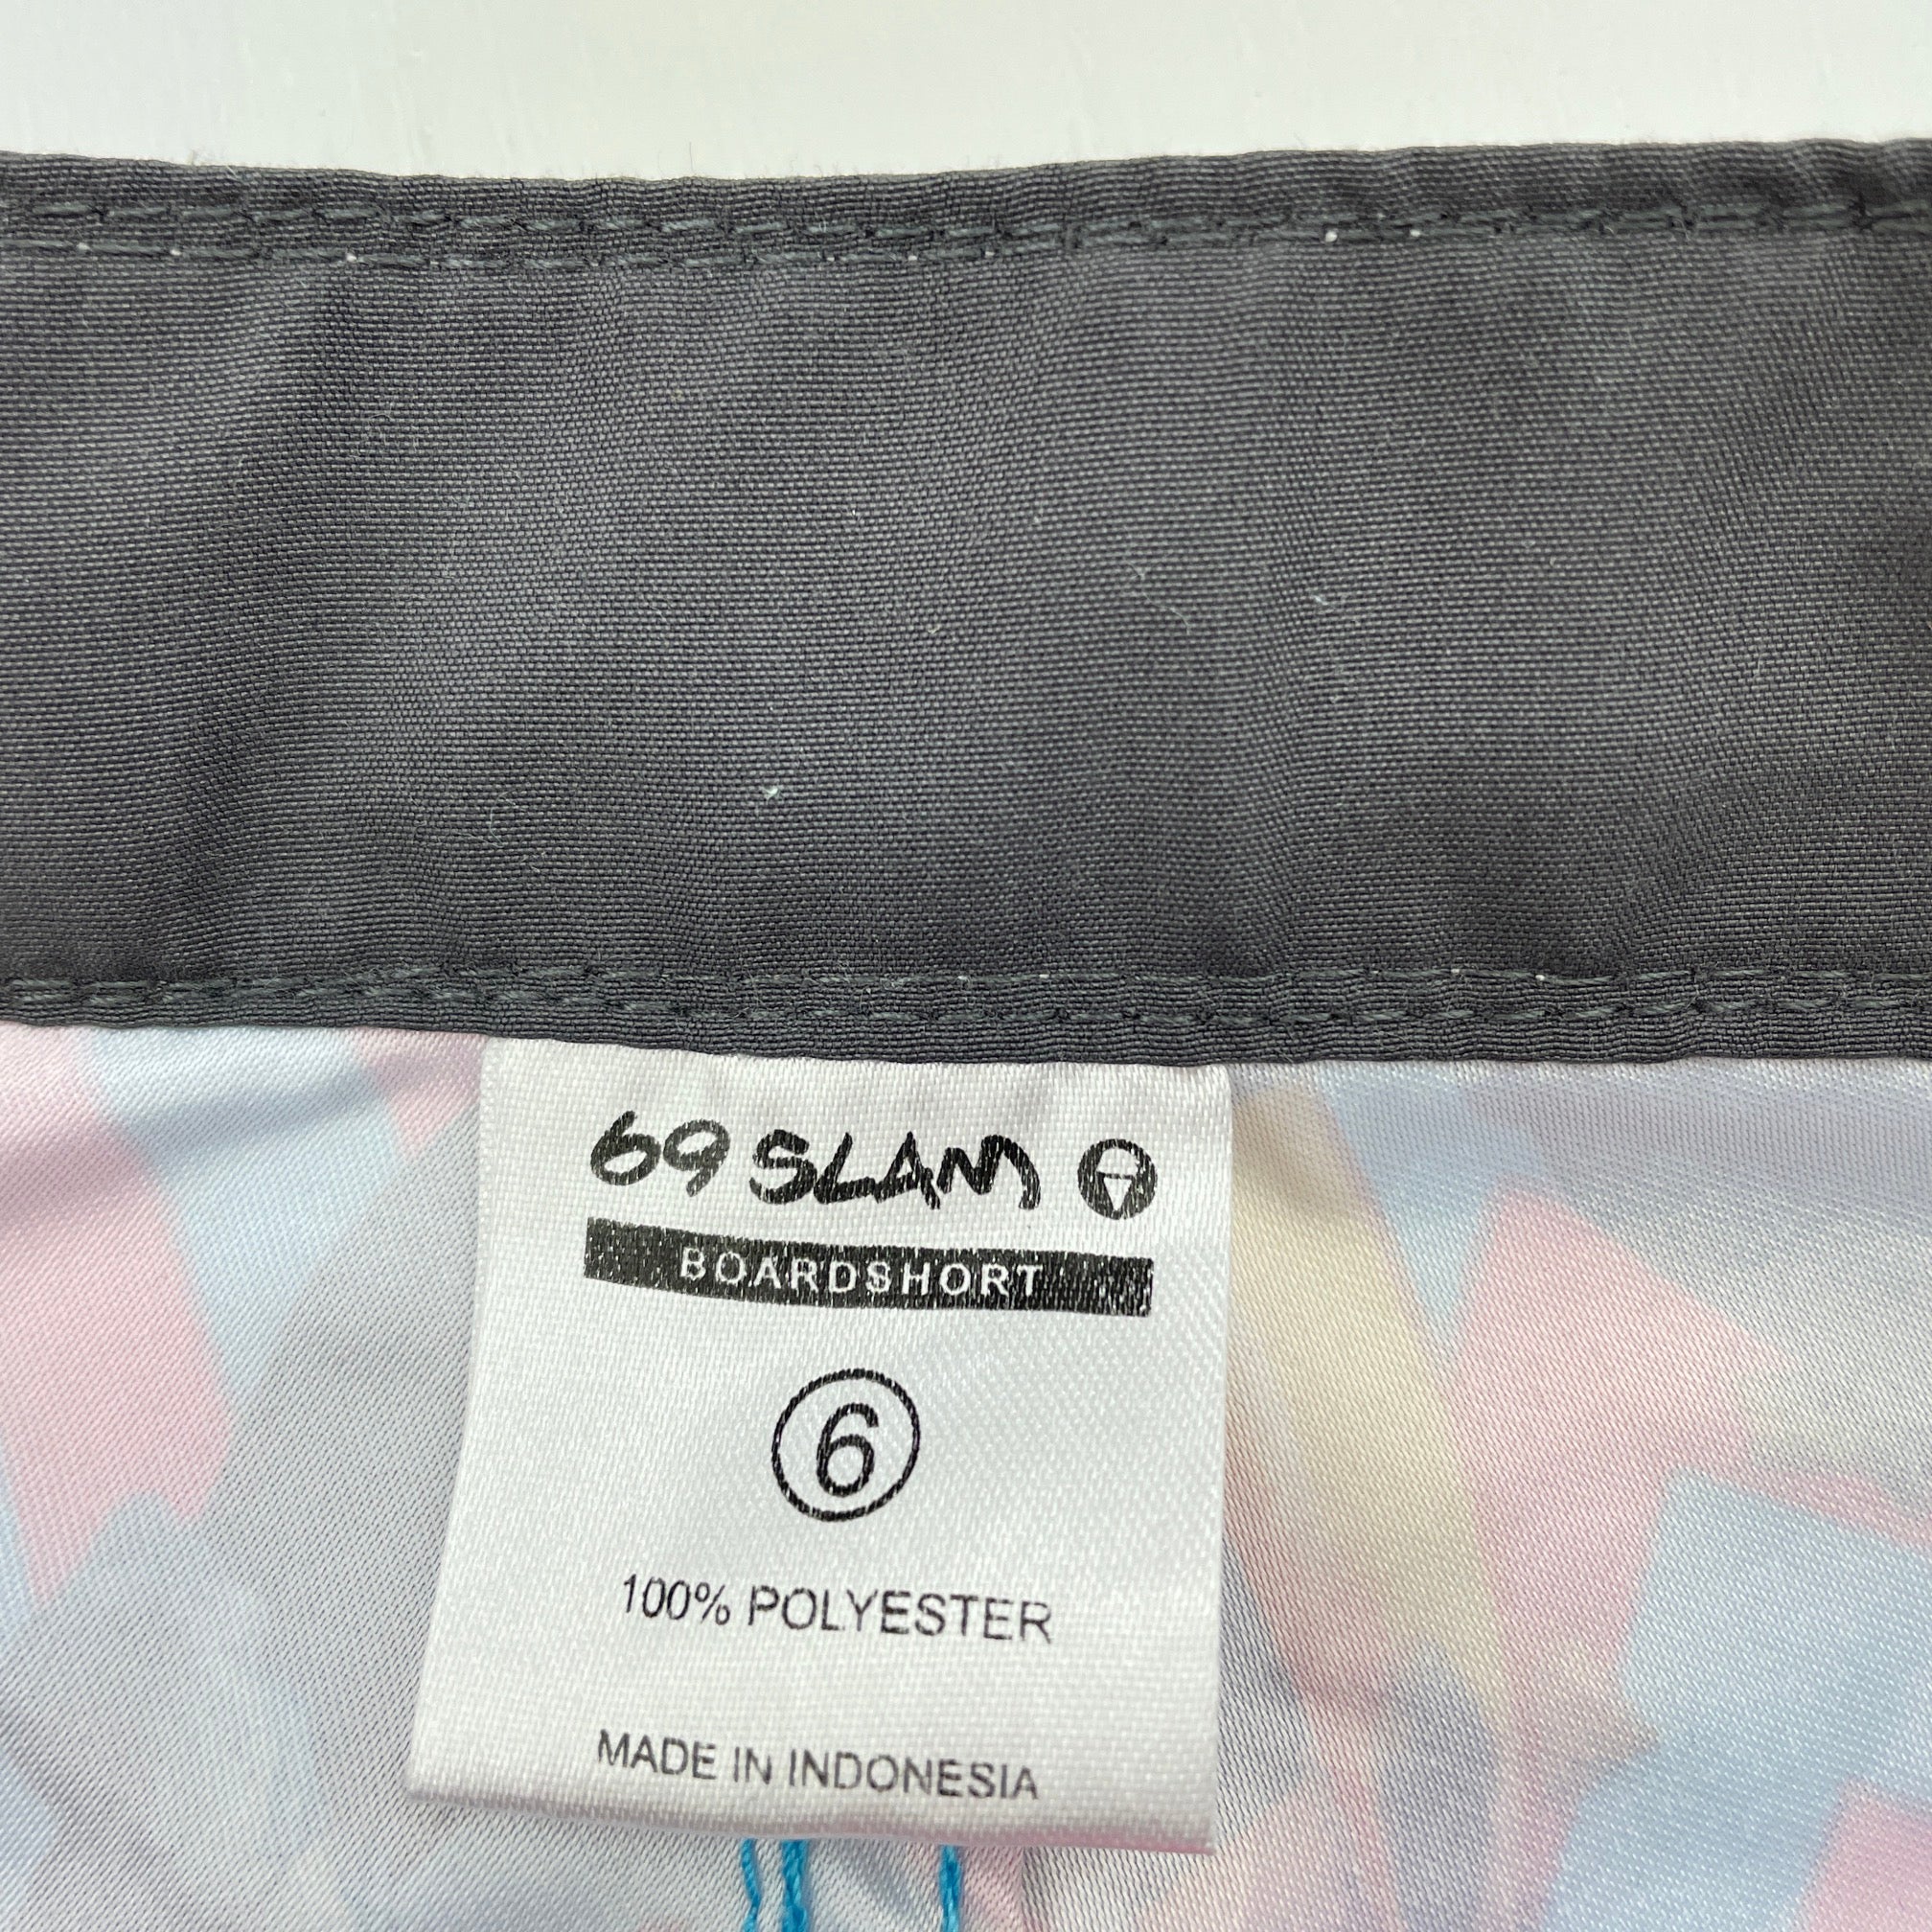 69 SLAM
BOARDSHORT
6
100% POLYESTER
MADE IN INDONESIA